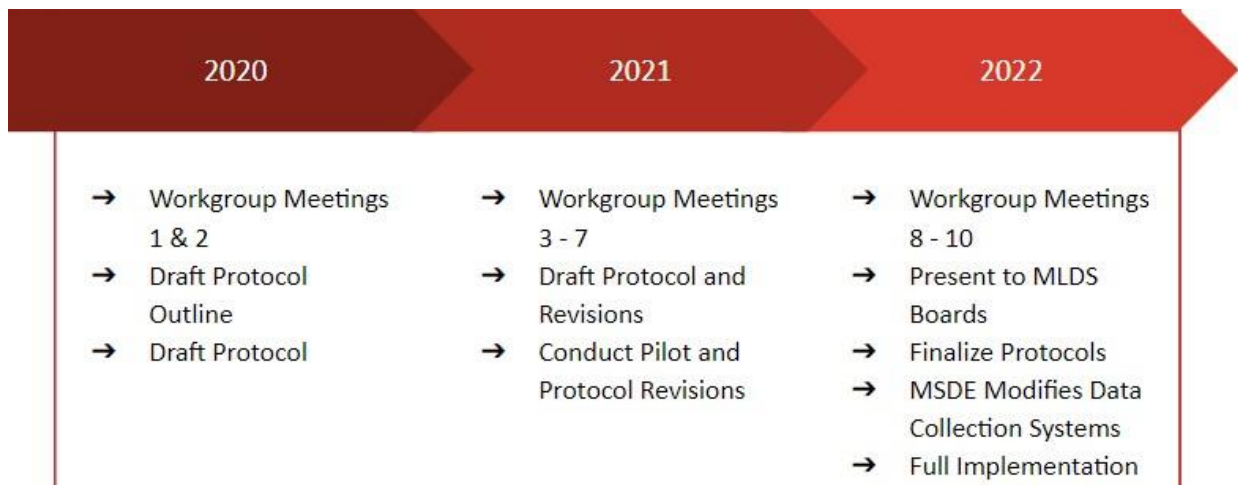 2020
2021
2022
➔ Workgroup Meetings
1 & 2
➔ Draft Protocol
Outline
➔ Draft Protocol
➔ Workgroup Meetings
3 - 7
➔ Draft Protocol and
Revisions
➔ Conduct Pilot and
Protocol Revisions
➔ Workgroup Meetings
8 - 10
➔ Present to MLDS
Boards
➔ Finalize Protocols
➔ MSDE Modifies Data
Collection Systems
➔ Full Implementation